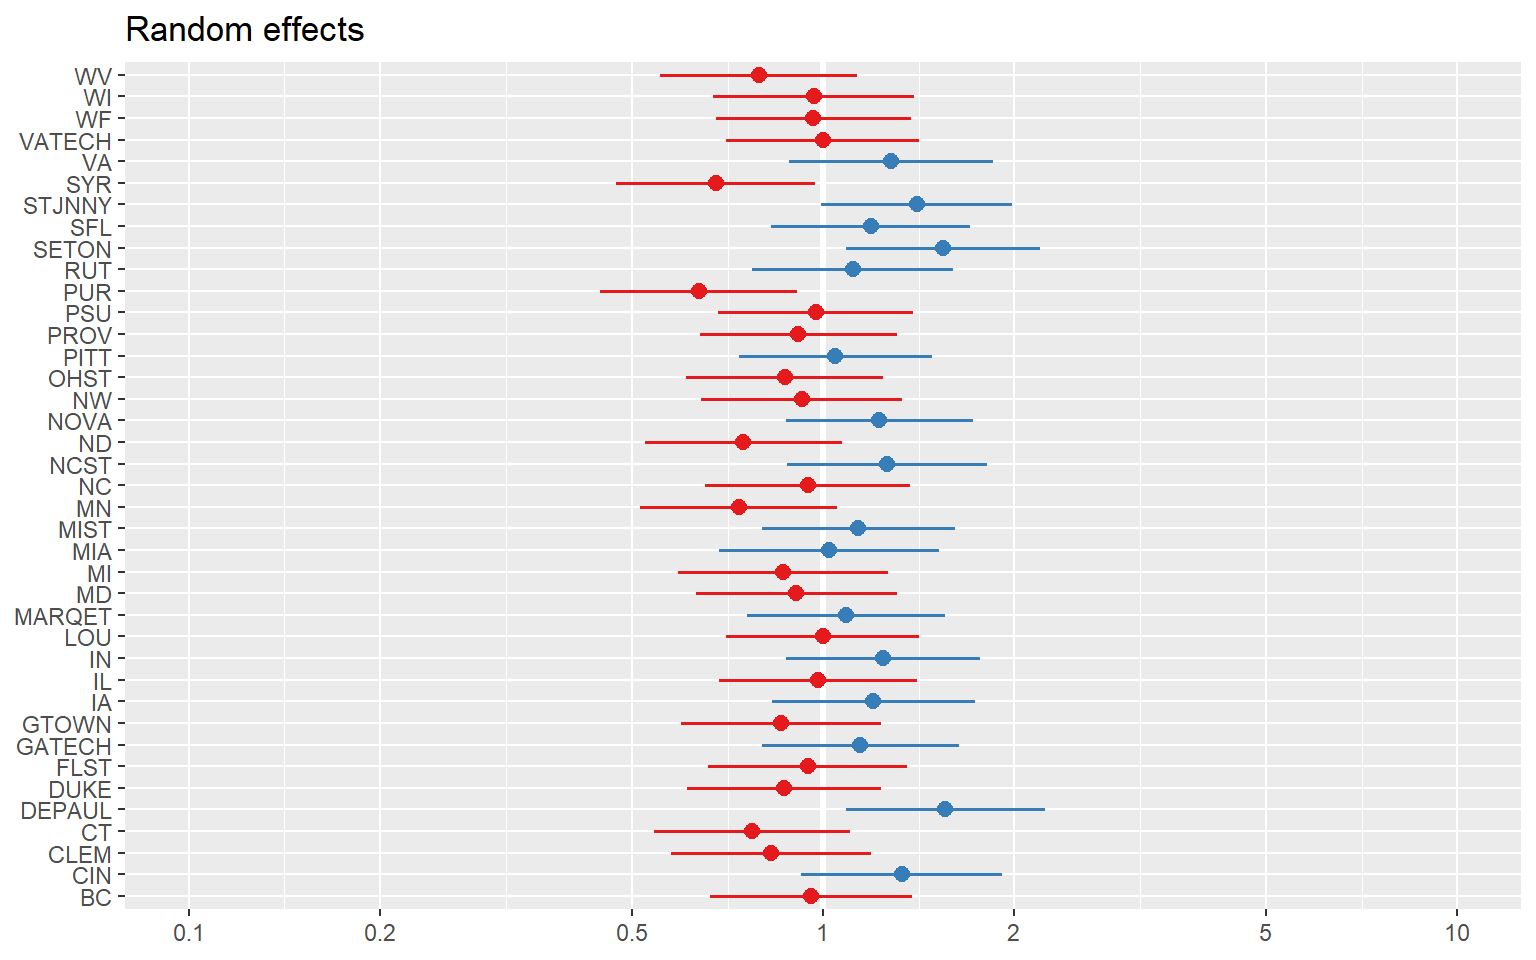 Random effects
WV
WI
WF
VATECH
VA
SYR
STJNNY
SFL
SETON
RUT
PUR
PSU
PROV
PITT
OHST
NW
NOVA
ND
NCST
NC
MN
MIST
MIA
MI
MD
MARQET
LOU
IN
IL
IA
GTOWN
GATECH
FLST
DUKE
DEPAUL
CT
CLEM
CIN
BC
0.1 0.2 0.5 1 2 5 10